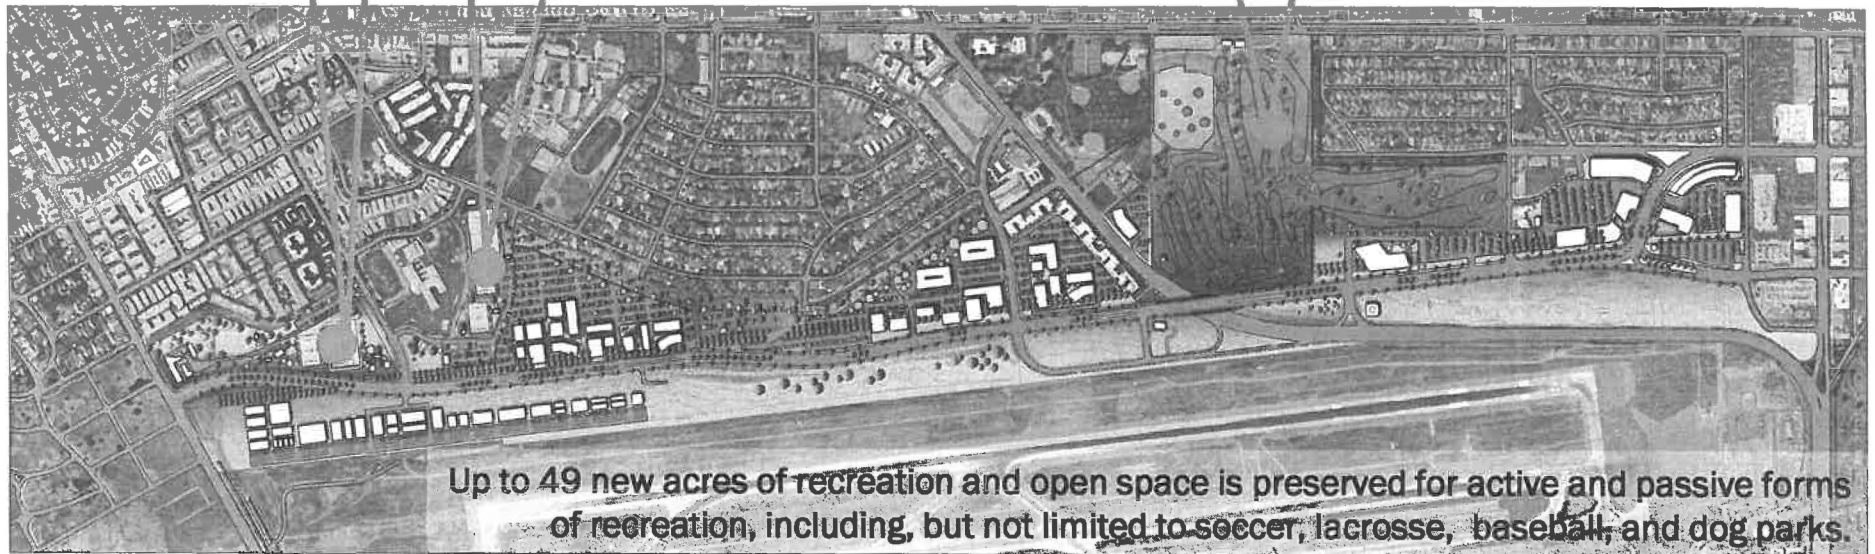 Up to 49 new acres of recreation and open space is preserved for active and passive forms
of recreation, including, but not limited to soccer, lacrosse, baseball, and dog parks.